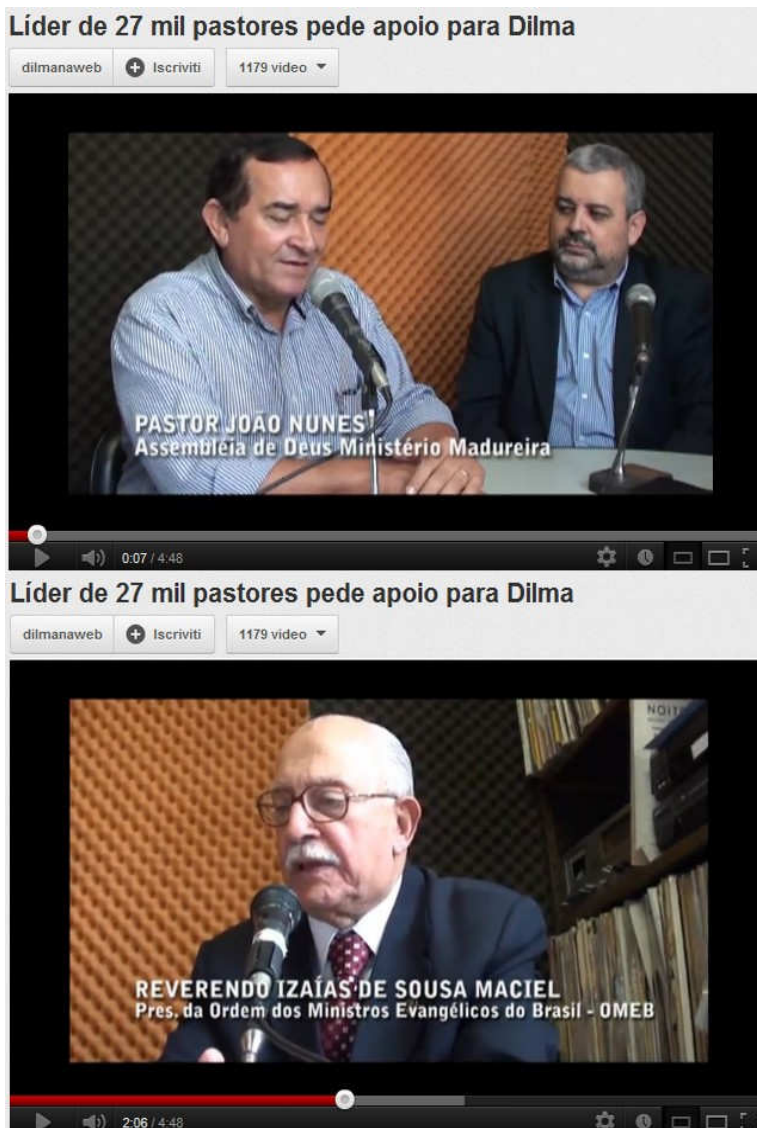 Líder de 27 mil pastores pede apoio para Dilma
dilmanaweb
Iscriviti
1179 video
PASTOR JOÃO NUNES
Assembléia de Deus Ministério Madureira
0:07 / 4:48
Líder de 27 mil pastores pede apoio para Dilma
dilmanaweb
Iscriviti
1179 video
NOITE
REVERENDO IZAÍAS DE SOUSA MACIEL
Pres. da Ordem dos Ministros Evangélicos do Brasil - OMEB
2:06 / 4:48